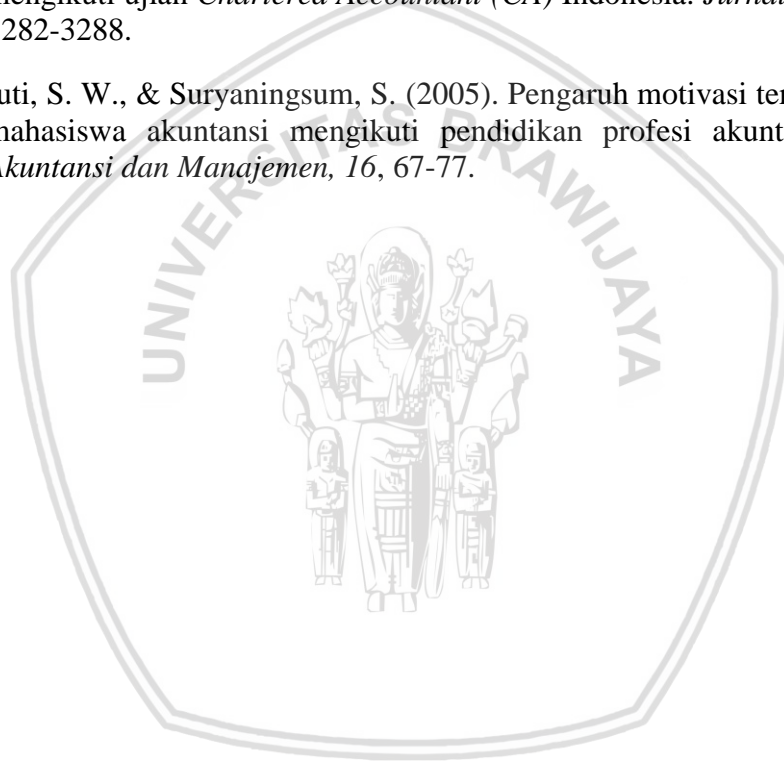 mengikuti ujian Chartered Accountant (CA) Indonesia. Jurnal
282-3288.
uti, S. W., & Suryaningsum, S. (2005). Pengaruh motivasi ter
mahasiswa akuntansi mengikuti pendidikan profesi akunt
Akuntansi dan Manajemen, 16, 67-77.
UNIVERSITAS BRAWIJAYA